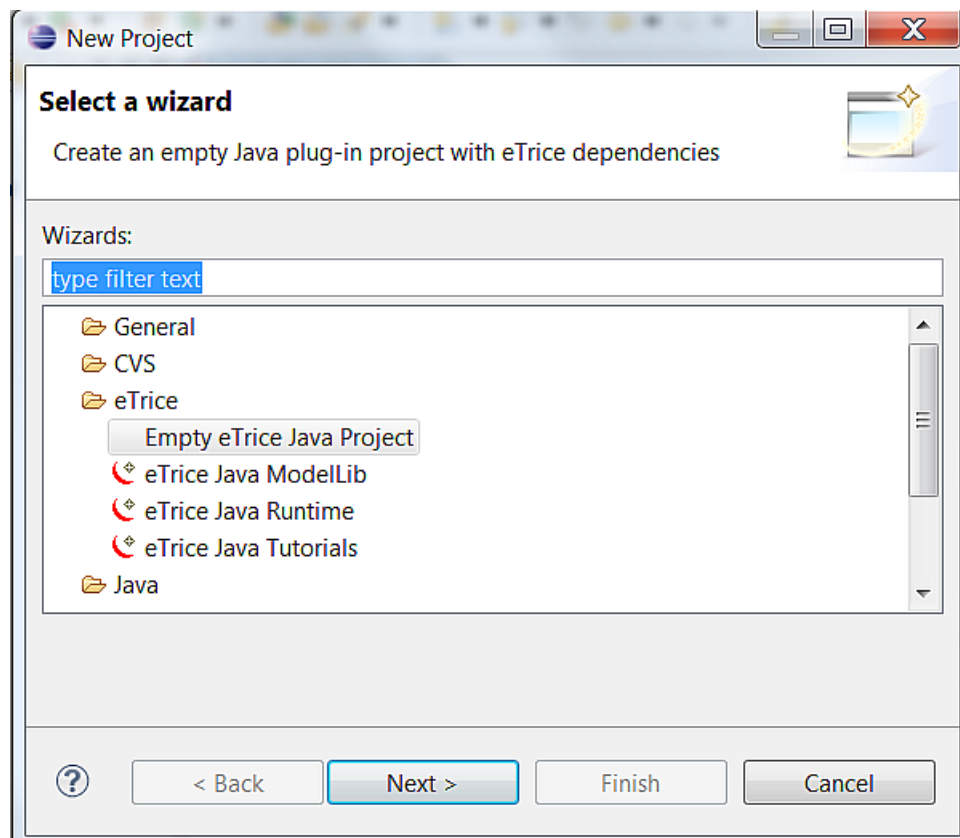 New Project
Select a wizard
Create an empty Java plug-in project with eTrice dependencies
Wizards:
type filter text
General
CVS
eTrice
Empty eTrice Java Project
eTrice Java ModelLib
eTrice Java Runtime
eTrice Java Tutorials
Java
? < Back Next > Finish Cancel